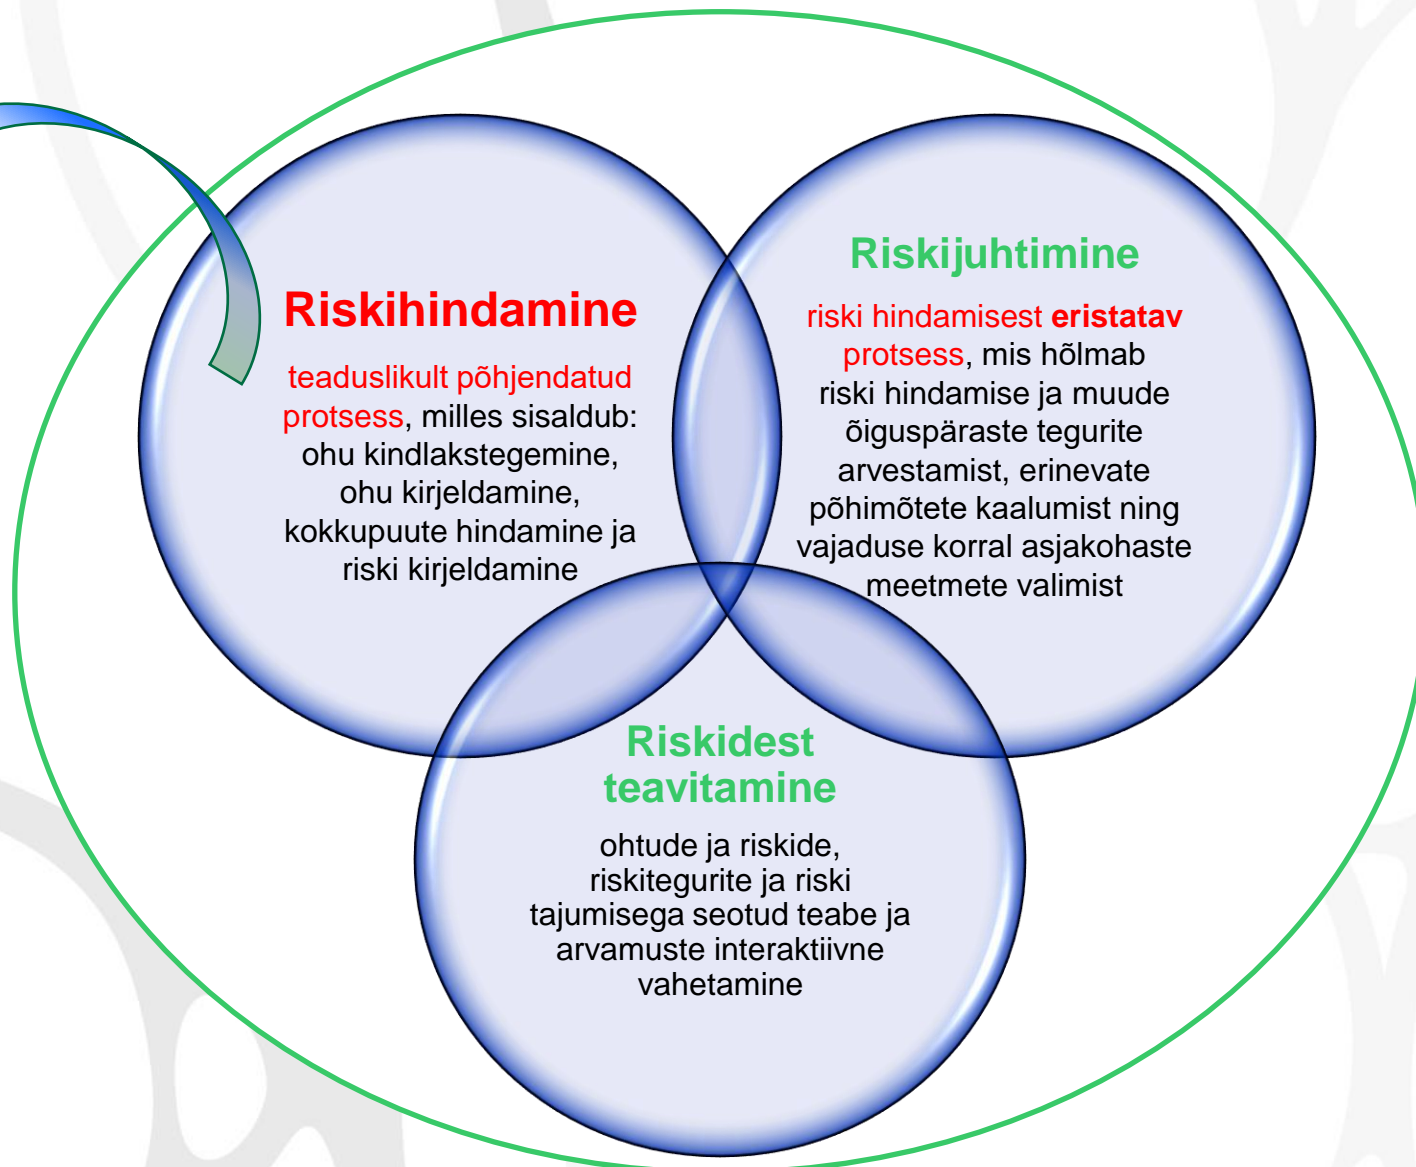 Riskihindamine
teaduslikult põhjendatud
protsess, milles sisaldub:
ohu kindlakstegemine,
ohu kirjeldamine,
kokkupuute hindamine ja
riski kirjeldamine
Riskijuhtimine
riski hindamisest eristatav
protsess, mis hõlmab
riski hindamise ja muude
õiguspäraste tegurite
arvestamist, erinevate
põhimõtete kaalumist ning
vajaduse korral asjakohaste
meetmete valimist
Riskidest
teavitamine
ohtude ja riskide,
riskitegurite ja riski
tajumisega seotud teabe ja
arvamuste interaktiivne
vahetamine